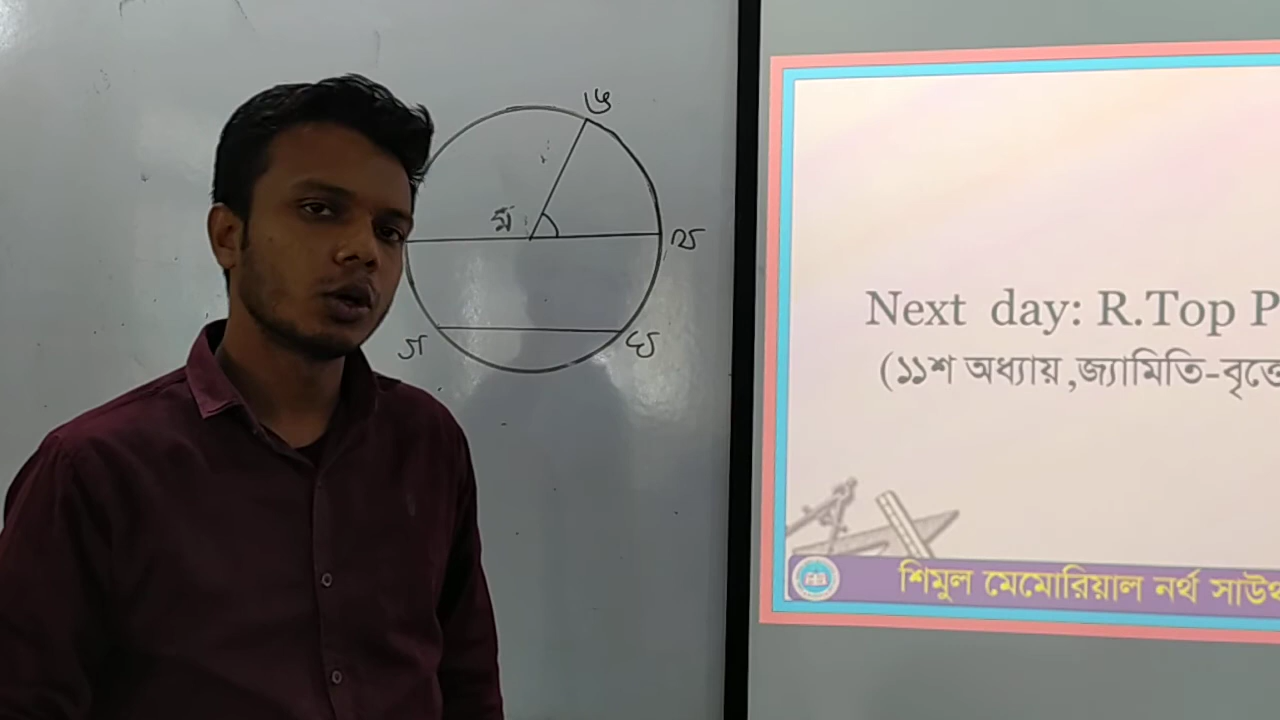 ঙ
ম
খ
গ
ঘ
Next day: R.Top P
(১১শ অধ্যায়,জ্যামিতি-বৃত্তে
শিমুল মেমোরিয়াল নর্থ সাউথ